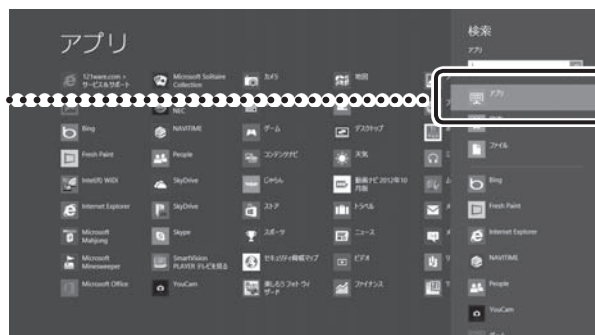 アプリ
121ware.com > サービス&サポート
Microsoft Solitaire Collection
カメラ
地図
NEC
Bing
NAVITIME
ゲーム
デスクトップ
Fresh Paint
People
コンテンツナビ
天気
Intel(R) WiDi
SkyDrive
じゃらん
動画ナビ 2012年10月版
Internet Explorer
SkyDrive
ストア
トラベル
Microsoft Mahjong
Skype
スポーツ
ニュース
Microsoft Minesweeper
SmartVision PLAYER テレビを見る
セキュリティ脅威マップ
ビデオ
Microsoft Office
YouCam
楽しもう フォト ウィザード
ファイナンス
検索
アプリ
アプリ
ファイル
Bing
Fresh Paint
Internet Explorer
NAVITIME
People
YouCam